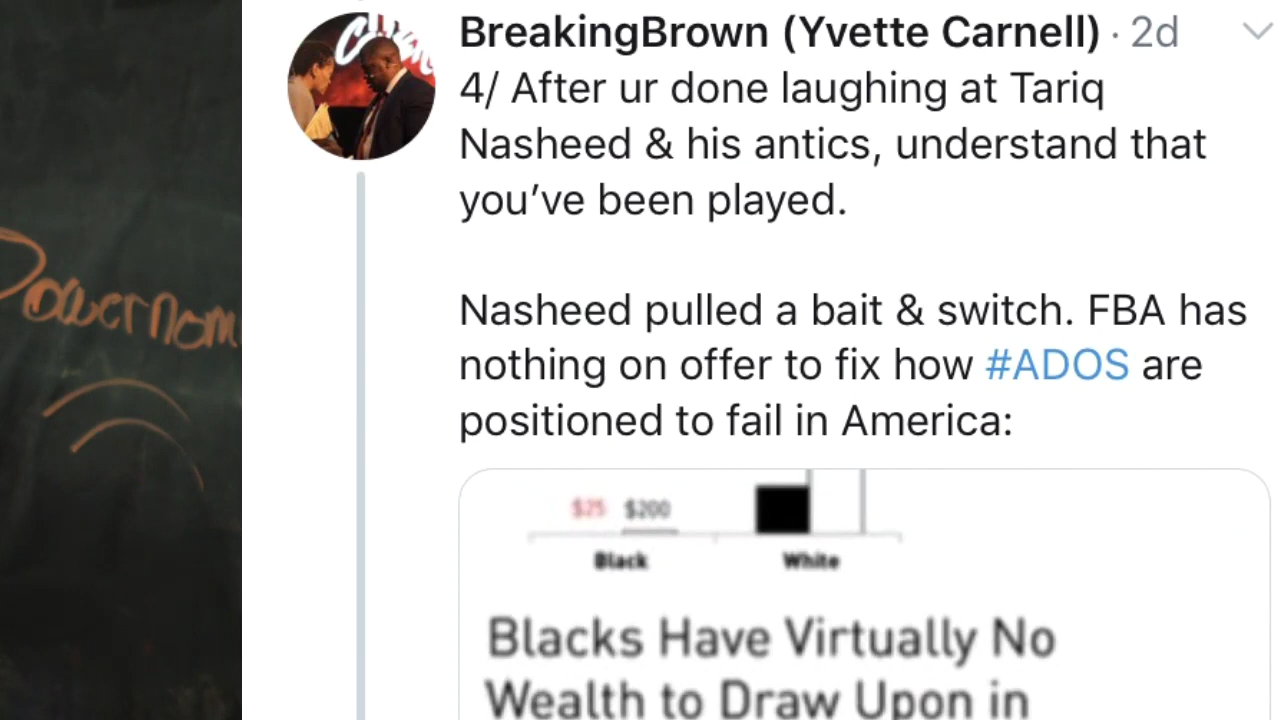 Powernom
BreakingBrown (Yvette Carnell) · 2d
4/ After ur done laughing at Tariq
Nasheed & his antics, understand that
you’ve been played.
Nasheed pulled a bait & switch. FBA has
nothing on offer to fix how #ADOS are
positioned to fail in America:
$25 $200
Black White
Blacks Have Virtually No
Wealth to Draw Upon in